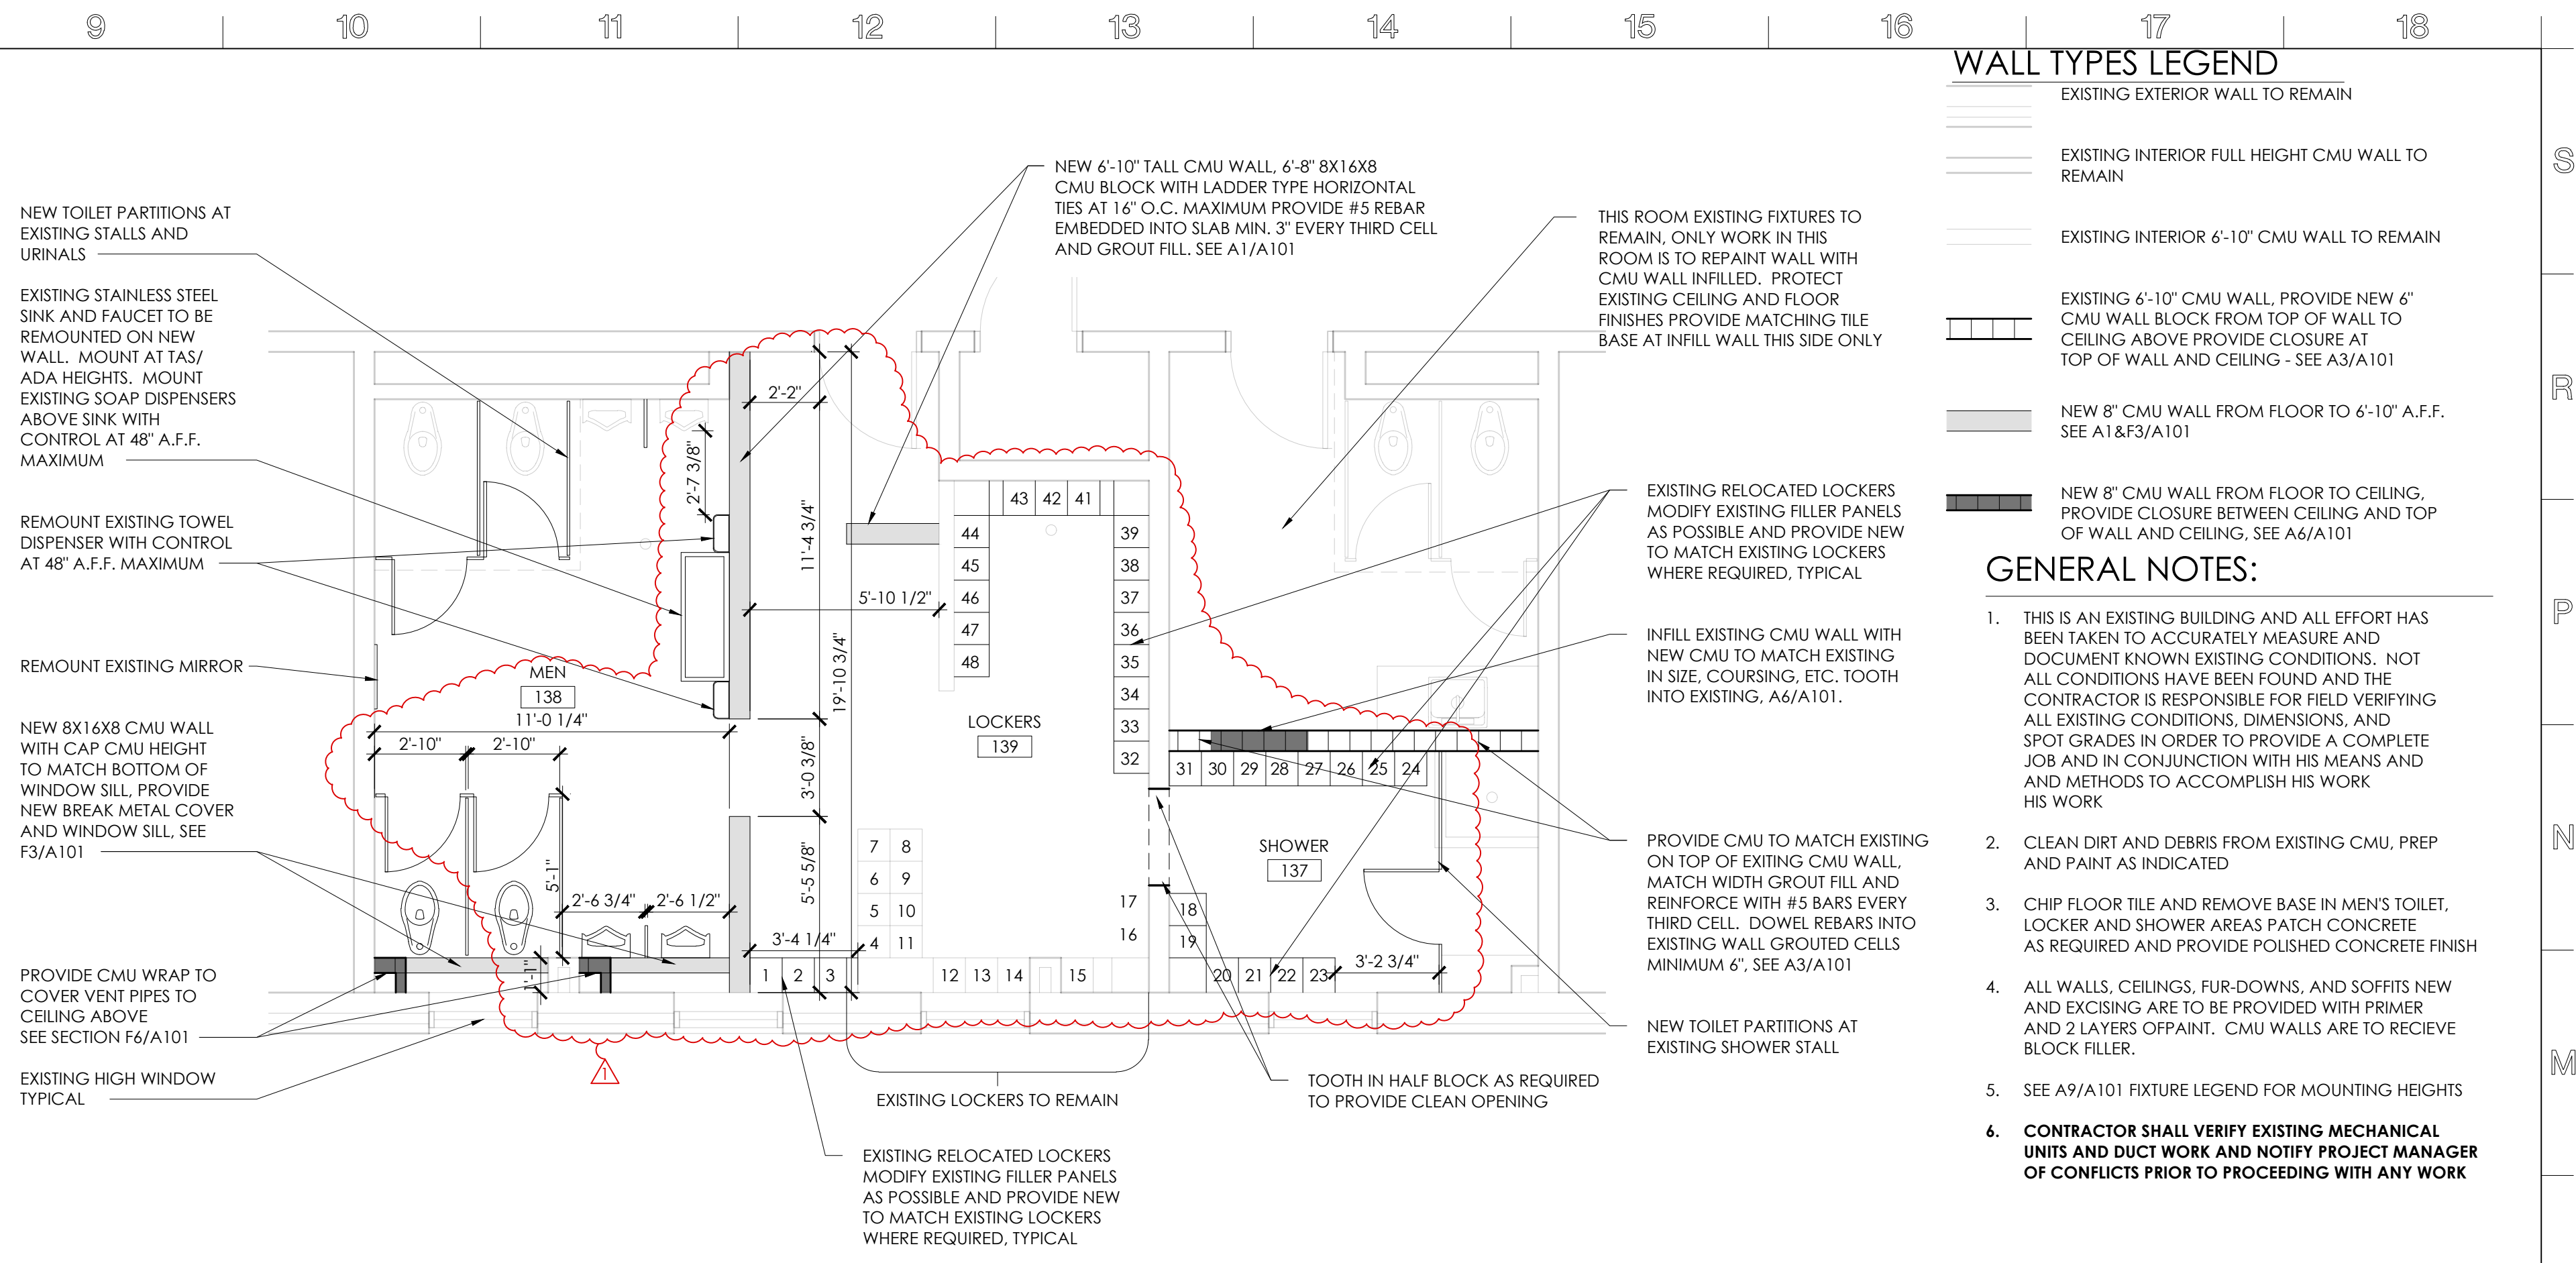 9 10 11 12 13 14 15 16 17 18
S
R
P
N
M
NEW TOILET PARTITIONS AT
EXISTING STALLS AND
URINALS
EXISTING STAINLESS STEEL
SINK AND FAUCET TO BE
REMOUNTED ON NEW
WALL. MOUNT AT TAS/
ADA HEIGHTS. MOUNT
EXISTING SOAP DISPENSERS
ABOVE SINK WITH
CONTROL AT 48" A.F.F.
MAXIMUM
REMOUNT EXISTING TOWEL
DISPENSER WITH CONTROL
AT 48" A.F.F. MAXIMUM
REMOUNT EXISTING MIRROR
NEW 8X16X8 CMU WALL
WITH CAP CMU HEIGHT
TO MATCH BOTTOM OF
WINDOW SILL, PROVIDE
NEW BREAK METAL COVER
AND WINDOW SILL, SEE
F3/A101
PROVIDE CMU WRAP TO
COVER VENT PIPES TO
CEILING ABOVE
SEE SECTION F6/A101
EXISTING HIGH WINDOW
TYPICAL
NEW 6'-10" TALL CMU WALL, 6'-8" 8X16X8
CMU BLOCK WITH LADDER TYPE HORIZONTAL
TIES AT 16" O.C. MAXIMUM PROVIDE #5 REBAR
EMBEDDED INTO SLAB MIN. 3" EVERY THIRD CELL
AND GROUT FILL. SEE A1/A101
2'-2"
2'-7 3/8"
11'-4 3/4"
5'-10 1/2"
19'-10 3/4"
MEN
138
11'-0 1/4"
2'-10"
2'-10"
3'-0 3/8"
5'-5 5/8"
5'-1"
2'-6 3/4"
2'-6 1/2"
3'-4 1/4"
1'-1"
3'-2 3/4"
43 42 41
44
45
46
47
48
39
38
37
36
35
34
33
32
LOCKERS
139
31 30 29 28 27 26 25 24
SHOWER
137
7 8
6 9
5 10
4 11
17
16
18
19
1 2 3
12 13 14 15
20 21 22 23
1
EXISTING LOCKERS TO REMAIN
EXISTING RELOCATED LOCKERS
MODIFY EXISTING FILLER PANELS
AS POSSIBLE AND PROVIDE NEW
TO MATCH EXISTING LOCKERS
WHERE REQUIRED, TYPICAL
TOOTH IN HALF BLOCK AS REQUIRED
TO PROVIDE CLEAN OPENING
THIS ROOM EXISTING FIXTURES TO
REMAIN, ONLY WORK IN THIS
ROOM IS TO REPAINT WALL WITH
CMU WALL INFILLED. PROTECT
EXISTING CEILING AND FLOOR
FINISHES PROVIDE MATCHING TILE
BASE AT INFILL WALL THIS SIDE ONLY
EXISTING RELOCATED LOCKERS
MODIFY EXISTING FILLER PANELS
AS POSSIBLE AND PROVIDE NEW
TO MATCH EXISTING LOCKERS
WHERE REQUIRED, TYPICAL
INFILL EXISTING CMU WALL WITH
NEW CMU TO MATCH EXISTING
IN SIZE, COURSING, ETC. TOOTH
INTO EXISTING, A6/A101.
PROVIDE CMU TO MATCH EXISTING
ON TOP OF EXITING CMU WALL,
MATCH WIDTH GROUT FILL AND
REINFORCE WITH #5 BARS EVERY
THIRD CELL. DOWEL REBARS INTO
EXISTING WALL GROUTED CELLS
MINIMUM 6", SEE A3/A101
NEW TOILET PARTITIONS AT
EXISTING SHOWER STALL
WALL TYPES LEGEND
EXISTING EXTERIOR WALL TO REMAIN
EXISTING INTERIOR FULL HEIGHT CMU WALL TO
REMAIN
EXISTING INTERIOR 6'-10" CMU WALL TO REMAIN
EXISTING 6'-10" CMU WALL, PROVIDE NEW 6"
CMU WALL BLOCK FROM TOP OF WALL TO
CEILING ABOVE PROVIDE CLOSURE AT
TOP OF WALL AND CEILING - SEE A3/A101
NEW 8" CMU WALL FROM FLOOR TO 6'-10" A.F.F.
SEE A1&F3/A101
NEW 8" CMU WALL FROM FLOOR TO CEILING,
PROVIDE CLOSURE BETWEEN CEILING AND TOP
OF WALL AND CEILING, SEE A6/A101
GENERAL NOTES:
1. THIS IS AN EXISTING BUILDING AND ALL EFFORT HAS
BEEN TAKEN TO ACCURATELY MEASURE AND
DOCUMENT KNOWN EXISTING CONDITIONS. NOT
ALL CONDITIONS HAVE BEEN FOUND AND THE
CONTRACTOR IS RESPONSIBLE FOR FIELD VERIFYING
ALL EXISTING CONDITIONS, DIMENSIONS, AND
SPOT GRADES IN ORDER TO PROVIDE A COMPLETE
JOB AND IN CONJUNCTION WITH HIS MEANS AND
AND METHODS TO ACCOMPLISH HIS WORK
HIS WORK
2. CLEAN DIRT AND DEBRIS FROM EXISTING CMU, PREP
AND PAINT AS INDICATED
3. CHIP FLOOR TILE AND REMOVE BASE IN MEN'S TOILET,
LOCKER AND SHOWER AREAS PATCH CONCRETE
AS REQUIRED AND PROVIDE POLISHED CONCRETE FINISH
4. ALL WALLS, CEILINGS, FUR-DOWNS, AND SOFFITS NEW
AND EXCISING ARE TO BE PROVIDED WITH PRIMER
AND 2 LAYERS OFPAINT. CMU WALLS ARE TO RECIEVE
BLOCK FILLER.
5. SEE A9/A101 FIXTURE LEGEND FOR MOUNTING HEIGHTS
6. CONTRACTOR SHALL VERIFY EXISTING MECHANICAL
UNITS AND DUCT WORK AND NOTIFY PROJECT MANAGER
OF CONFLICTS PRIOR TO PROCEEDING WITH ANY WORK